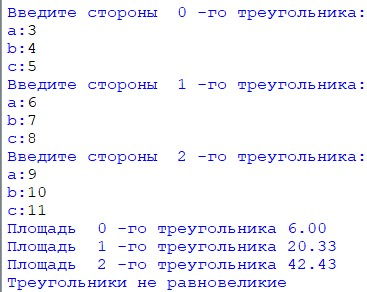 Введите стороны  0 -го треугольника:
a:3
b:4
c:5
Введите стороны  1 -го треугольника:
a:6
b:7
c:8
Введите стороны  2 -го треугольника:
a:9
b:10
c:11
Площадь  0 -го треугольника 6.00
Площадь  1 -го треугольника 20.33
Площадь  2 -го треугольника 42.43
Треугольники не равновеликие